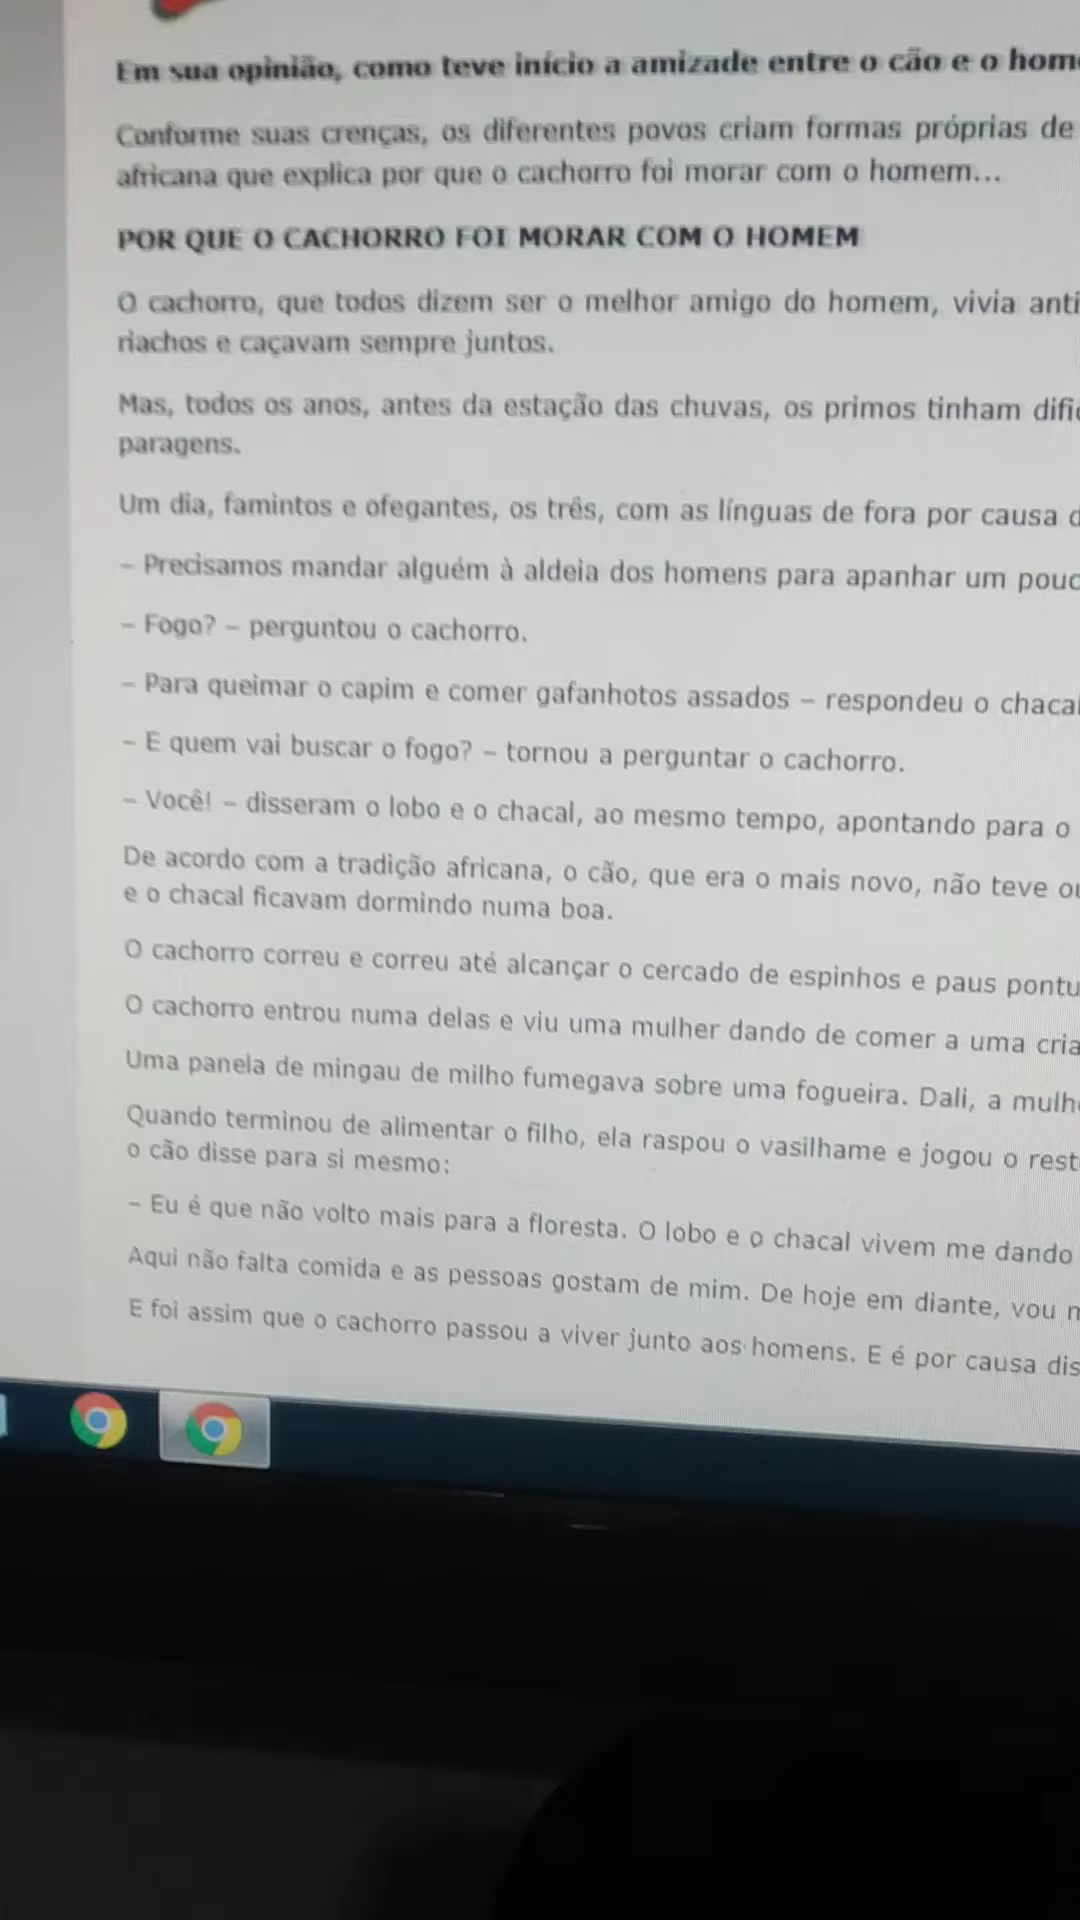 Em sua opinião, como teve início a amizade entre o cão e o
Conforme suas crenças, os diferentes povos criam formas próprias de
africana que explica por que o cachorro foi morar com o homem...
POR QUE O CACHORRO FOI MORAR COM O HOMEM
O cachorro, que todos dizem ser o melhor amigo do homem, vivia
riachos e caçavam sempre juntos.
Mas, todos os anos, antes da estação das chuvas, os primos tinham
paragens.
Um dia, famintos e ofegantes, os três, com as línguas de fora por causa
– Precisamos mandar alguém à aldeia dos homens para apanhar um
– Fogo? – perguntou o cachorro.
– Para queimar o capim e comer gafanhotos assados – respondeu o chacal
– E quem vai buscar o fogo? – tornou a perguntar o cachorro.
– Você! – disseram o lobo e o chacal, ao mesmo tempo, apontando para o
De acordo com a tradição africana, o cão, que era o mais novo, não teve
e o chacal ficavam dormindo numa boa.
O cachorro correu e correu até alcançar o cercado de espinhos e paus
O cachorro entrou numa delas e viu uma mulher dando de comer a uma
Uma panela de mingau de milho fumegava sobre uma fogueira. Dali, a
Quando terminou de alimentar o filho, ela raspou o vasilhame e jogou o
o cão disse para si mesmo:
– Eu é que não volto mais para a floresta. O lobo e o chacal vivem me dando
Aqui não falta comida e as pessoas gostam de mim. De hoje em diante, vou
E foi assim que o cachorro passou a viver junto aos homens. E é por causa